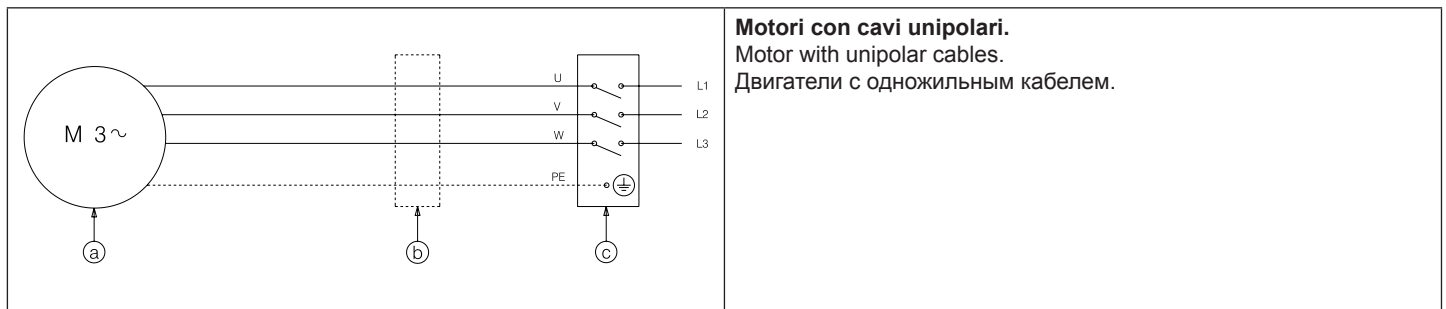 M 3~
U
V
W
PE
L1
L2
L3
a
b
c
Motori con cavi unipolari.
Motor with unipolar cables.
Двигатели с одножильным кабелем.